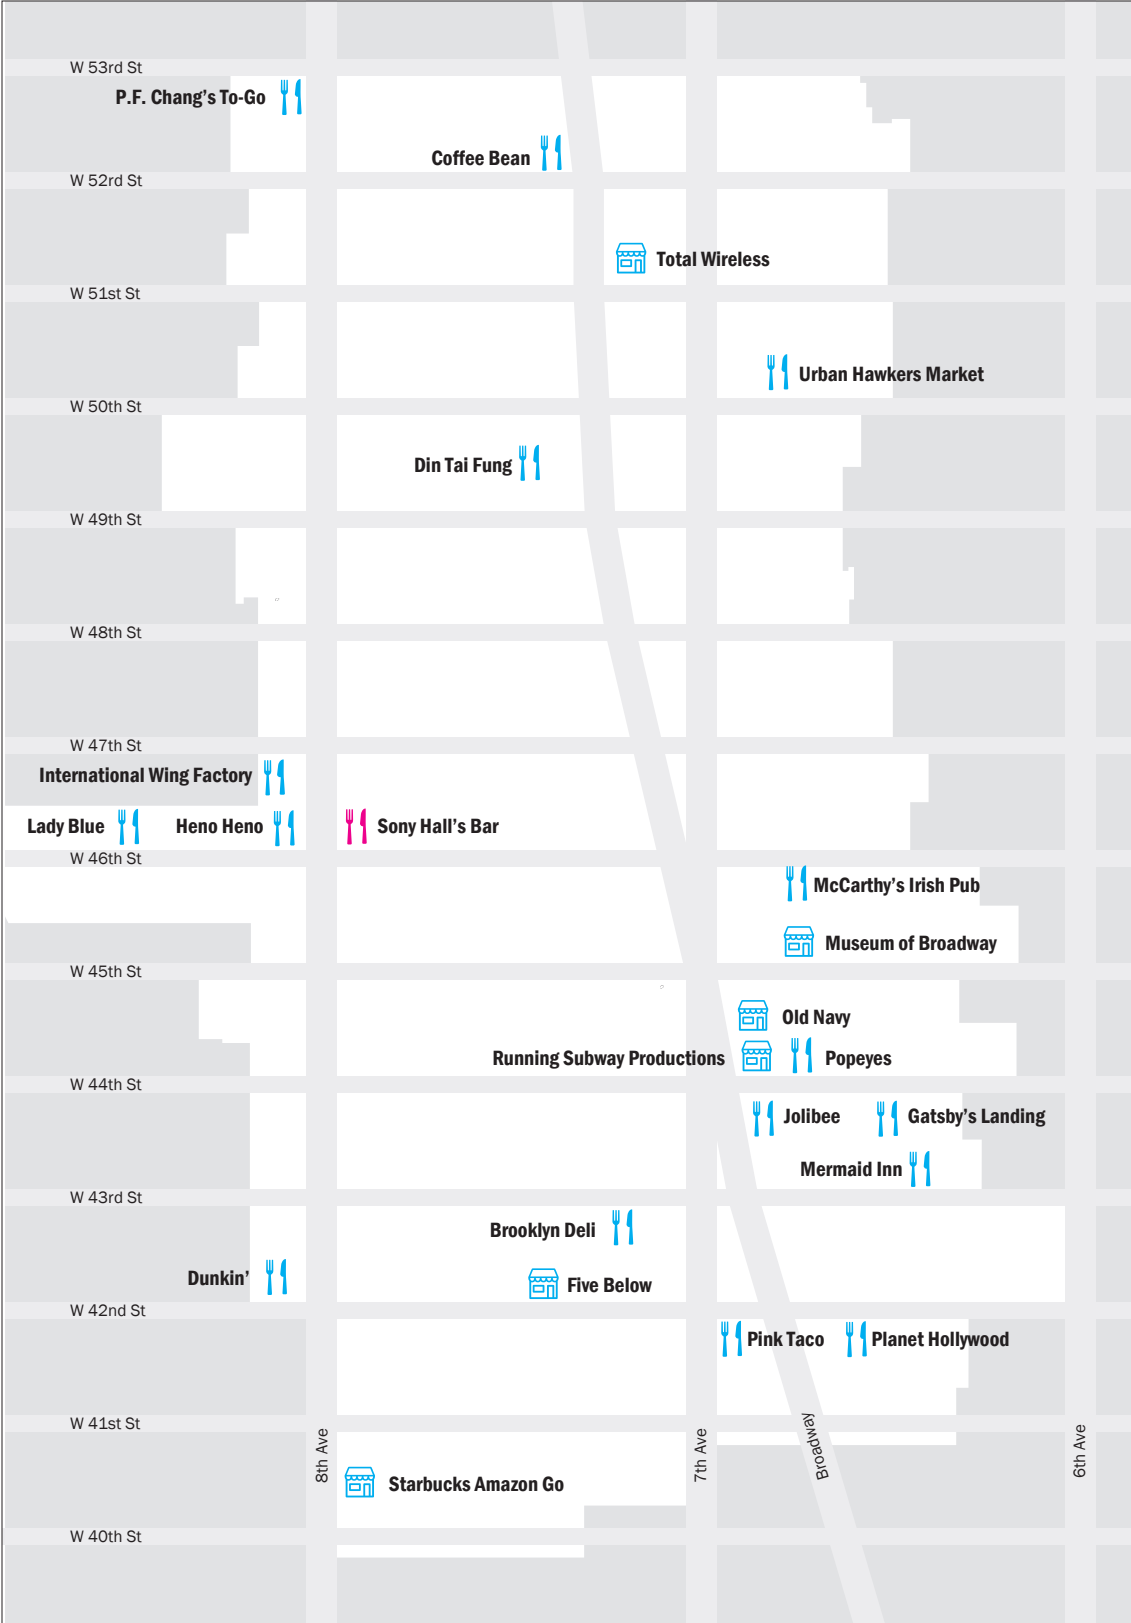 W 53rd St
P.F. Chang's To-Go
Coffee Bean
W 52rd St
Total Wireless
W 51st St
Urban Hawkers Market
W 50th St
Din Tai Fung
W 49th St
W 48th St
W 47th St
International Wing Factory
Lady Blue
Heno Heno
Sony Hall's Bar
W 46th St
McCarthy's Irish Pub
Museum of Broadway
W 45th St
Old Navy
Running Subway Productions
Popeyes
W 44th St
Jolibee
Gatsby's Landing
Mermaid Inn
W 43rd St
Brooklyn Deli
Dunkin'
Five Below
W 42nd St
Pink Taco
Planet Hollywood
W 41st St
8th Ave
7th Ave
Broadway
6th Ave
Starbucks Amazon Go
W 40th St